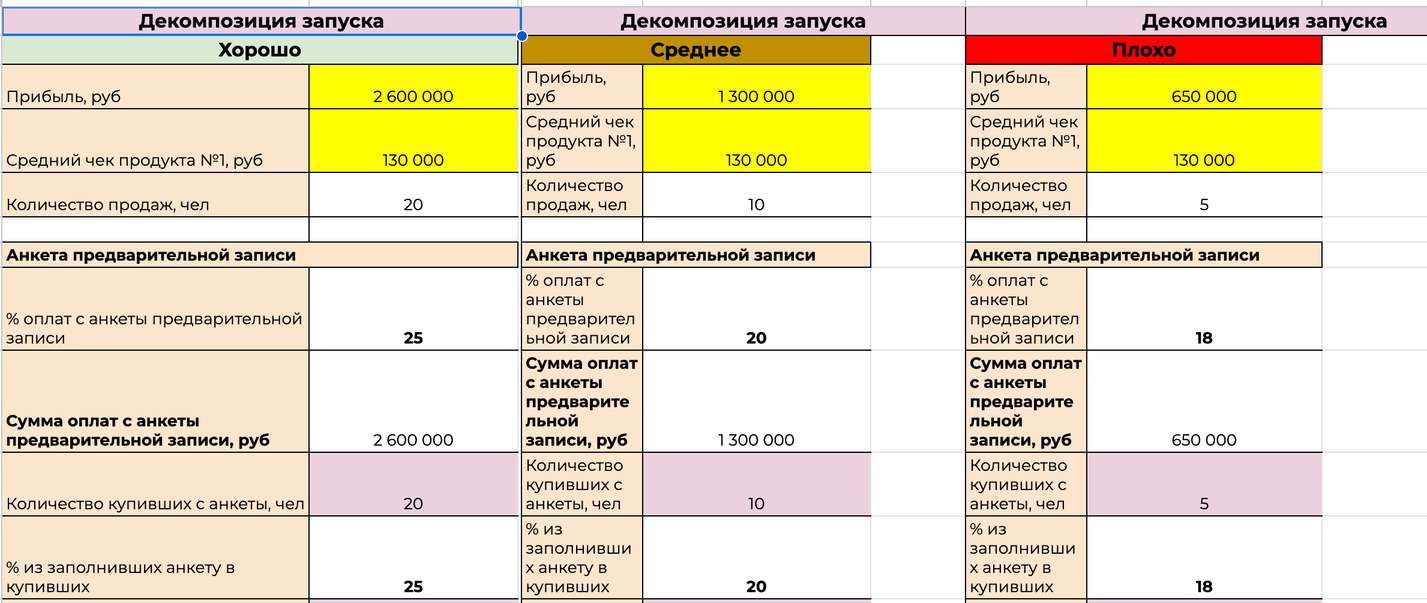 Декомпозиция запуска
Декомпозиция запуска
Декомпозиция запуска
Хорошо
Среднее
Плохо
Прибыль, руб
2 600 000
Прибыль,
руб
1 300 000
Прибыль,
руб
650 000
Средний чек продукта №1, руб
130 000
Средний чек
продукта №1,
руб
130 000
Средний чек
продукта №1,
руб
130 000
Количество продаж, чел
20
Количество
продаж, чел
10
Количество
продаж, чел
5
Анкета предварительной записи
Анкета предварительной записи
Анкета предварительной записи
% оплат с анкеты предварительной
записи
25
% оплат с
анкеты
предварител
ьной записи
20
% оплат с
анкеты
предварител
ьной записи
18
Сумма оплат с анкеты
предварительной записи, руб
2 600 000
Сумма оплат
с анкеты
предварите
льной
записи, руб
1 300 000
Сумма оплат
с анкеты
предварите
льной
записи, руб
650 000
Количество купивших с анкеты, чел
20
Количество
купивших с
анкеты, чел
10
Количество
купивших с
анкеты, чел
5
% из заполнивших анкету в
купивших
25
% из
заполнивши
х анкету в
купивших
20
% из
заполнивши
х анкету в
купивших
18